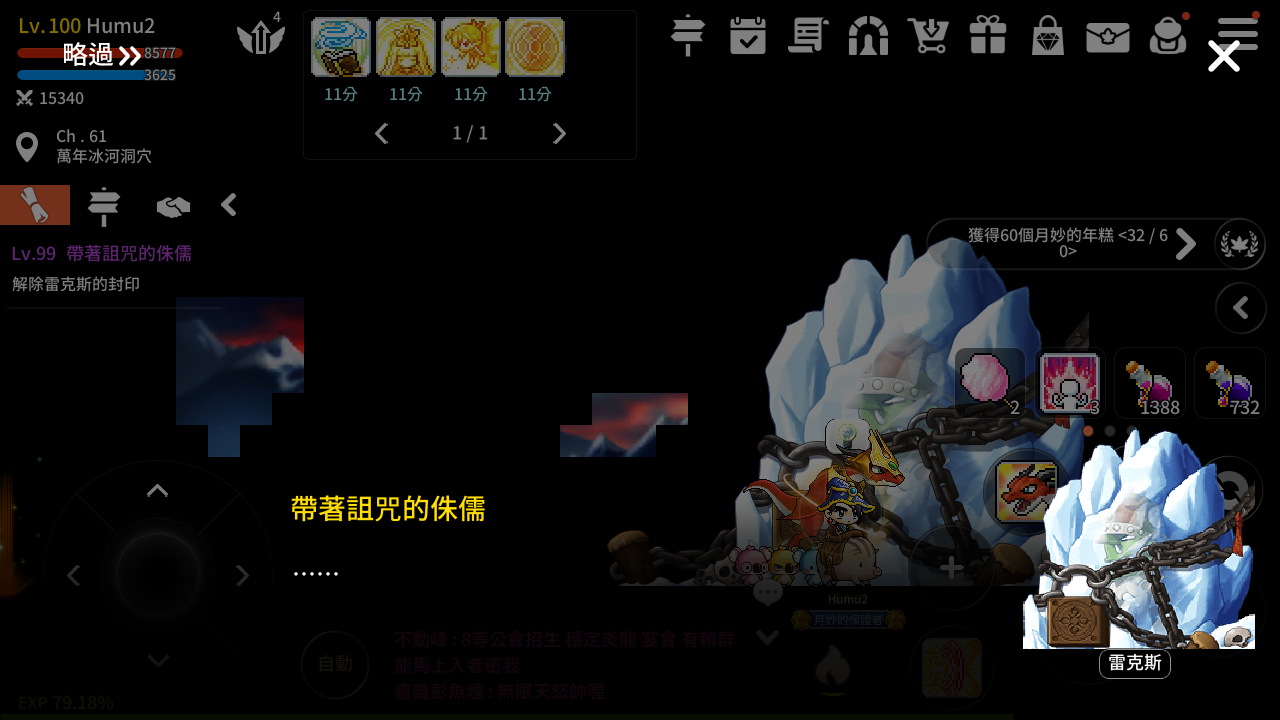 Lv.100 Humu2
略過
8577
3625
15340
4
11分 11分 11分 11分
1 / 1
Ch . 61
萬年冰河洞穴
Lv.99 帶著詛咒的侏儒
解除雷克斯的封印
獲得60個月妙的年糕 <32 / 6
0>
2 3 1388 732
帶著詛咒的侏儒
......
Humu2
月妙的保護者
雷克斯
自動
不動峰 : 8等公會招生 穩定炎龍 宴會 有賴群
能馬上入者密我
嘉義彭魚煙 : 無限天怒帥喔
EXP 79.18%